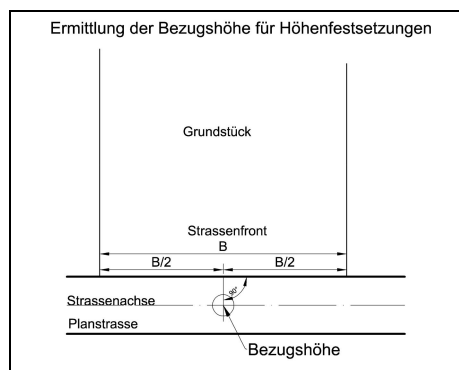 Ermittlung der Bezugshöhe für Höhenfestsetzungen
Grundstück
Strassenfront
B
B/2 B/2
90°
Strassenachse
Planstrasse
Bezugshöhe